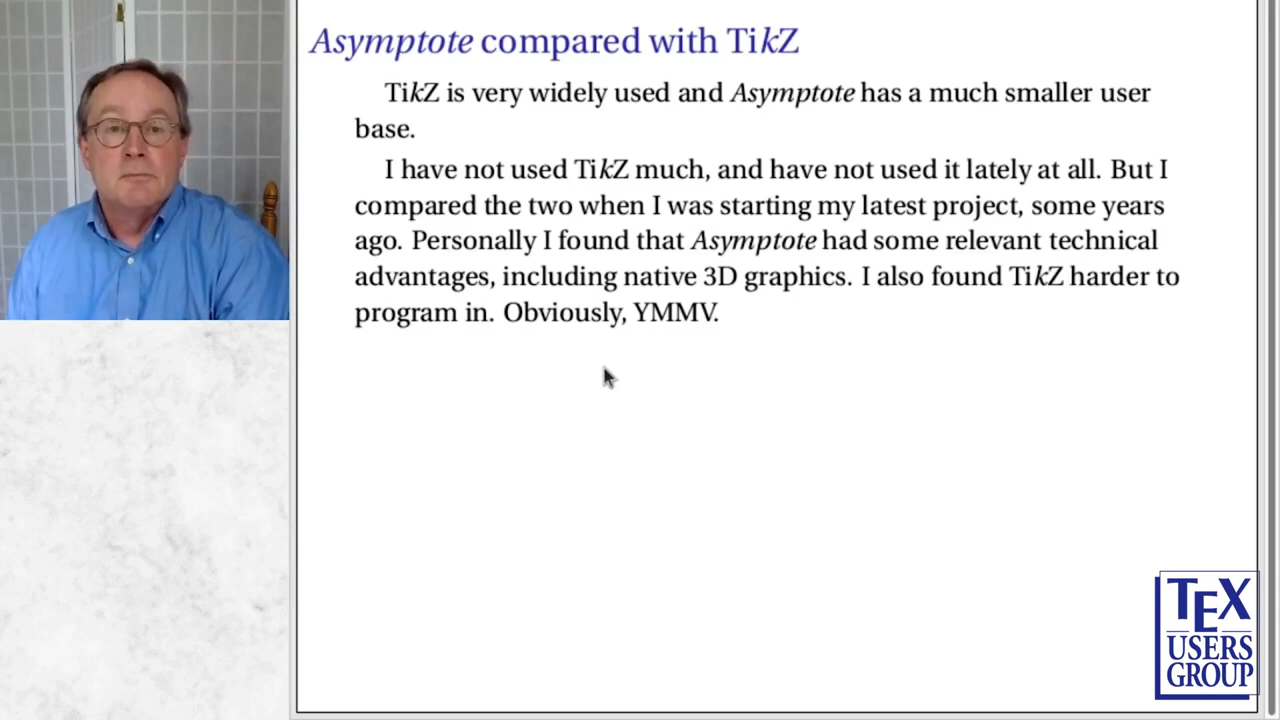 Asymptote compared with TikZ
TikZ is very widely used and Asymptote has a much smaller user
base.
I have not used TikZ much, and have not used it lately at all. But I
compared the two when I was starting my latest project, some years
ago. Personally I found that Asymptote had some relevant technical
advantages, including native 3D graphics. I also found TikZ harder to
program in. Obviously, YMMV.
TEX
USERS
GROUP